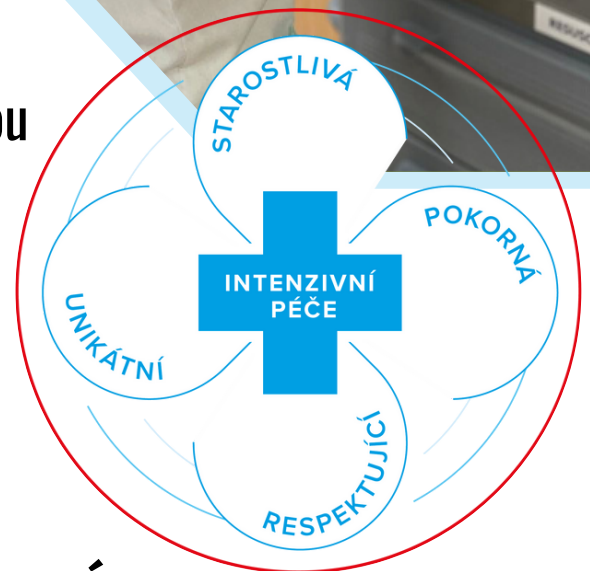 STAROSTLIVÁ
POKORNÁ
INTENZIVNÍ
PÉČE
UNIKÁTNÍ
RESPEKTUJÍCÍ